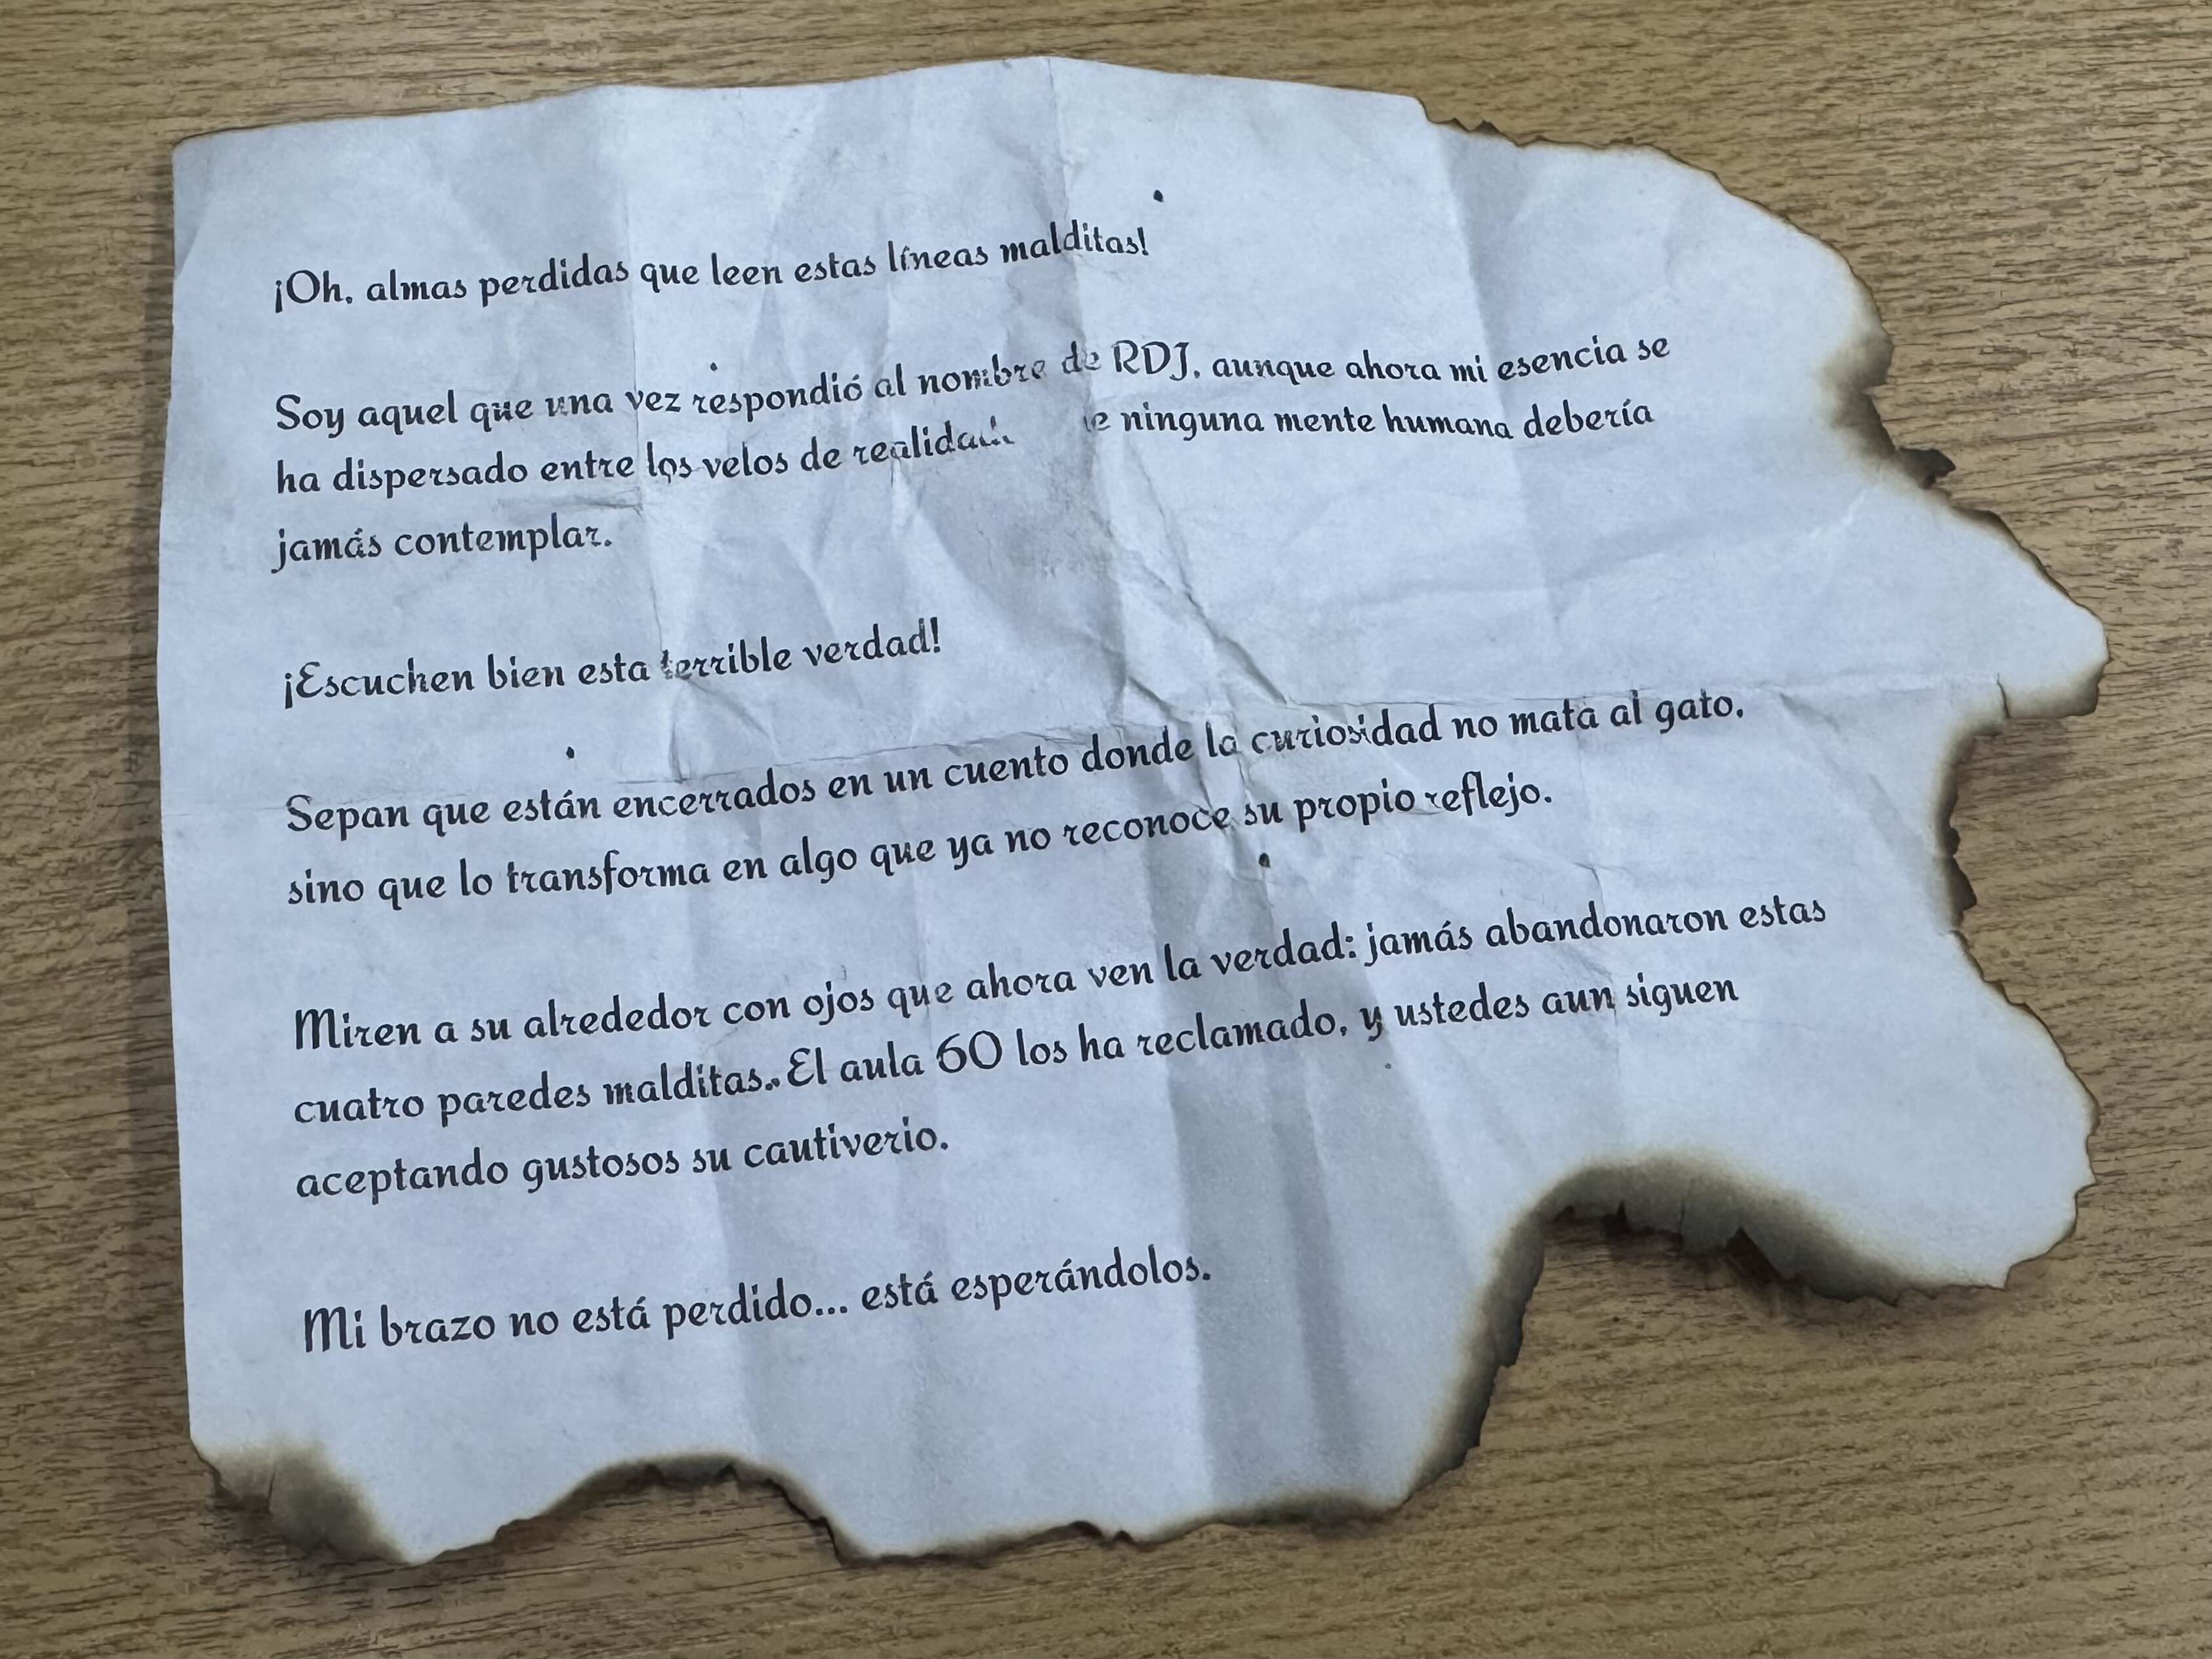 ¡Oh, almas perdidas que leen estas líneas malditas!
Soy aquel que una vez respondió al nombre de RDJ, aunque ahora mi esencia se
ha dispersado entre los velos de realidad ninguna mente humana debería
jamás contemplar.
¡Escuchen bien esta terrible verdad!
Sepan que están encerrados en un cuento donde la curiosidad no mata al gato,
sino que lo transforma en algo que ya no reconoce su propio reflejo.
Miren a su alrededor con ojos que ahora ven la verdad: jamás abandonaron estas
cuatro paredes malditas. El aula 60 los ha reclamado, y ustedes aun siguen
aceptando gustosos su cautiverio.
Mi brazo no está perdido... está esperándolos.